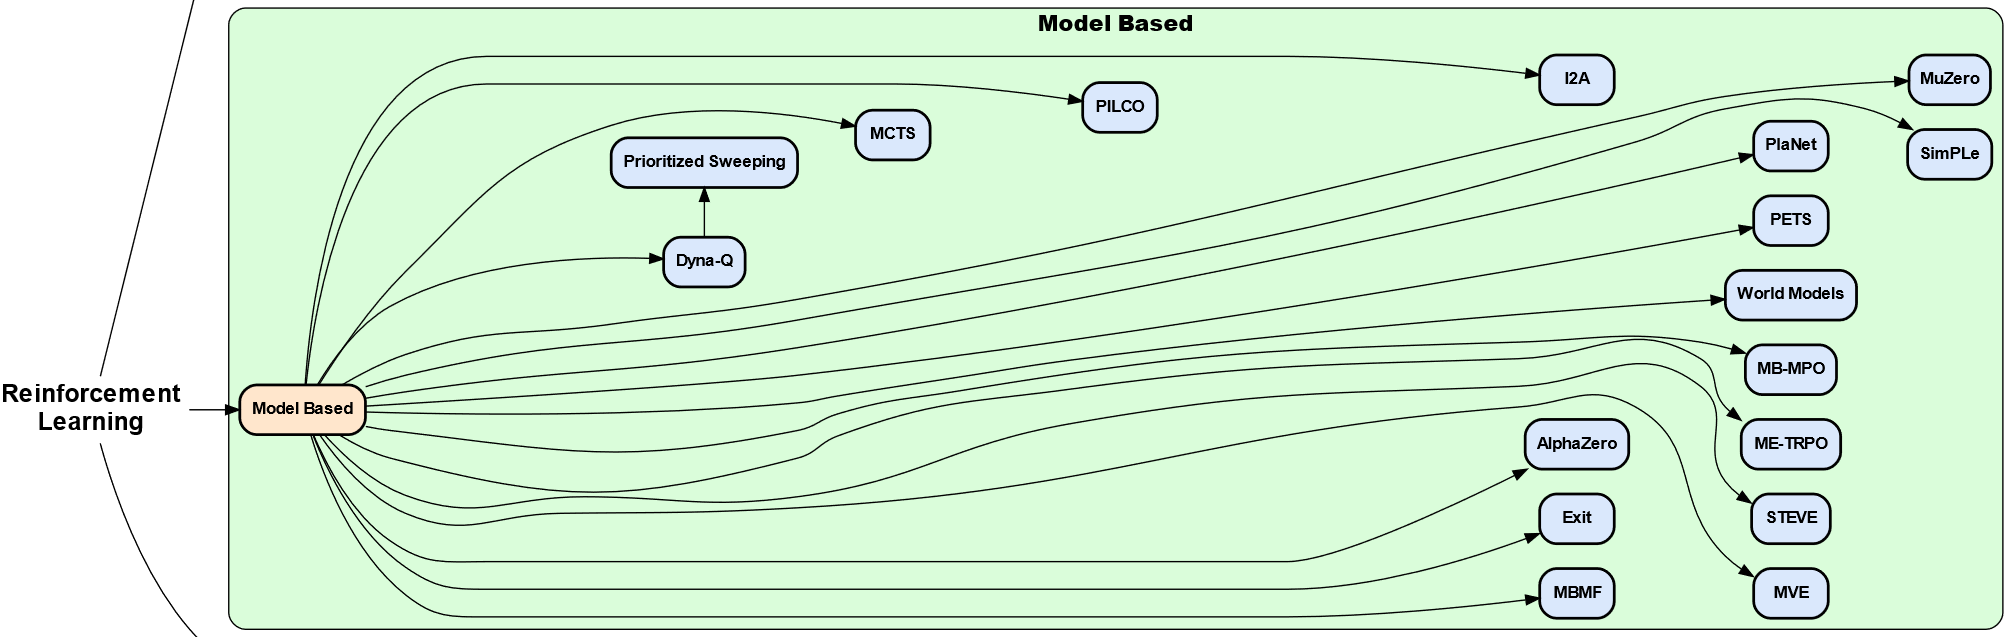 Model Based
I2A
MuZero
PILCO
MCTS
PlaNet
SimPLe
Prioritized Sweeping
PETS
Dyna-Q
World Models
MB-MPO
Reinforcement
Learning
Model Based
AlphaZero
ME-TRPO
Exit
STEVE
MBMF
MVE